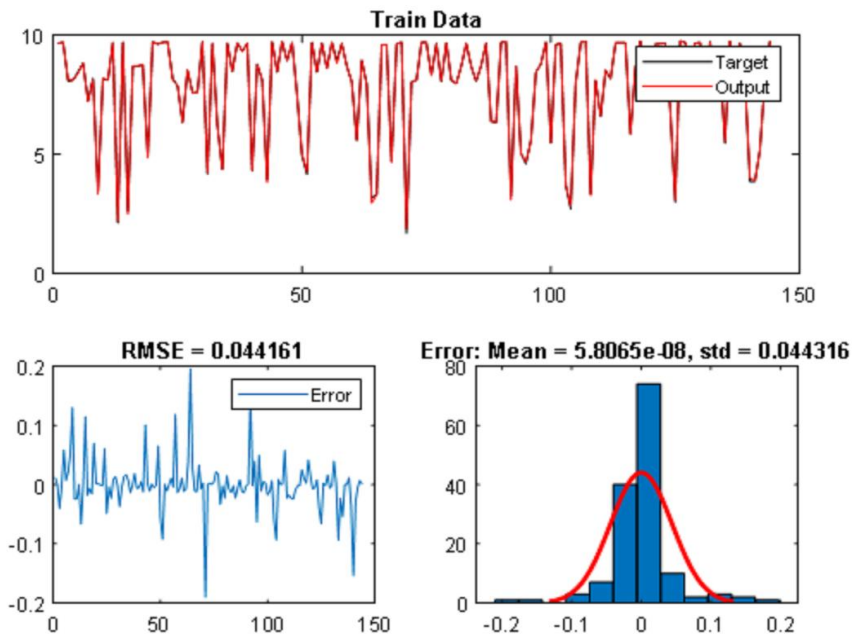 Train Data
10
5
0
Target
Output
0 50 100 150
RMSE = 0.044161
0.2
0.1
0
-0.1
-0.2
Error
0 50 100 150
Error: Mean = 5.8065e-08, std = 0.044316
80
60
40
20
0
-0.2 -0.1 0 0.1 0.2